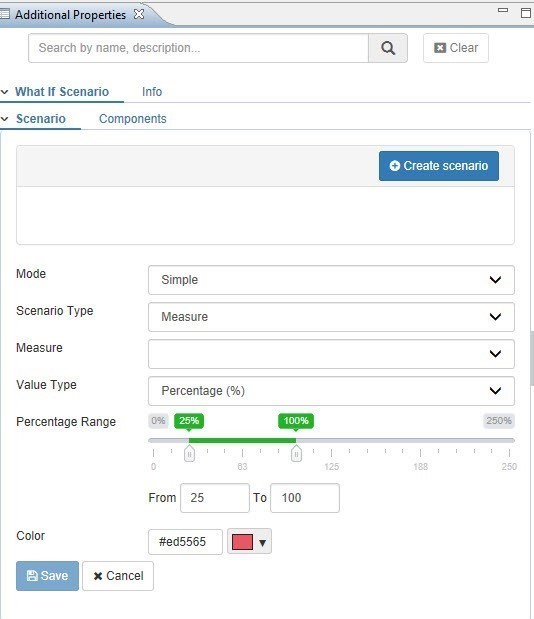 Additional Properties
Search by name, description...
Clear
What If Scenario Info
Scenario Components
Create scenario
Mode Simple
Scenario Type Measure
Measure
Value Type Percentage (%)
Percentage Range 0% 25% 100% 250%
0 63 125 188 250
From 25 To 100
Color #ed5565
Save Cancel